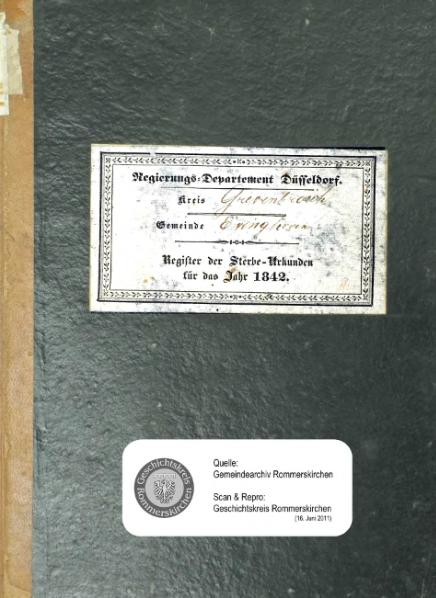 Regierungs-Departement Düsseldorf.
Kreis Grevenbroich
Gemeinde Evinghoven
Register der Sterbe-Urkunden
für das Jahr 1842.
Geschichtskreis
Rommerskirchen
Quelle:
Gemeindearchiv Rommerskirchen
Scan & Repro:
Geschichtskreis Rommerskirchen
(16. Juni 2011)